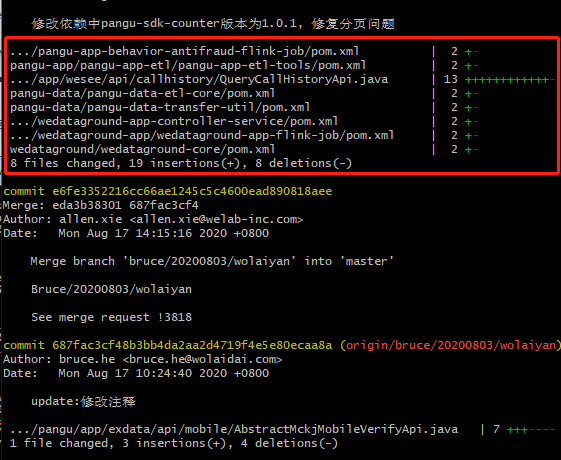 修改依赖中pangu-sdk-counter版本为1.0.1, 修复分页问题
.../pangu-app-behavior-antifraud-flink-job/pom.xml | 2 +-
pangu-app/pangu-app-etl/pangu-app-etl-tools/pom.xml | 2 +-
.../app/wesee/api/callhistory/QueryCallHistoryApi.java | 13 ++++++++++++-
pangu-data/pangu-data-etl-core/pom.xml | 2 +-
pangu-data/pangu-data-transfer-util/pom.xml | 2 +-
.../wedataground-app-controller-service/pom.xml | 2 +-
.../wedataground-app/wedataground-app-flink-job/pom.xml | 2 +-
wedataground/wedataground-core/pom.xml | 2 +-
8 files changed, 19 insertions(+), 8 deletions(-)
commit e6fe3352216cc66ae1245c5c4600ead890818aee
Merge: eda3b38301 687fac3cf4
Author: allen.xie <allen.xie@welab-inc.com>
Date: Mon Aug 17 14:15:16 2020 +0800
Merge branch 'bruce/20200803/wolaiyan' into 'master'
Bruce/20200803/wolaiyan
See merge request !3818
commit 687fac3cf48b3bb4da2aa2d4719f4e5e80ecaa8a (origin/bruce/20200803/wolaiyan)
Author: bruce.he <bruce.he@wolaidai.com>
Date: Mon Aug 17 10:24:40 2020 +0800
update:修改注释
.../pangu/app/exdata/api/mobile/AbstractMckjMobileVerifyApi.java | 7 +++----
1 file changed, 3 insertions(+), 4 deletions(-)